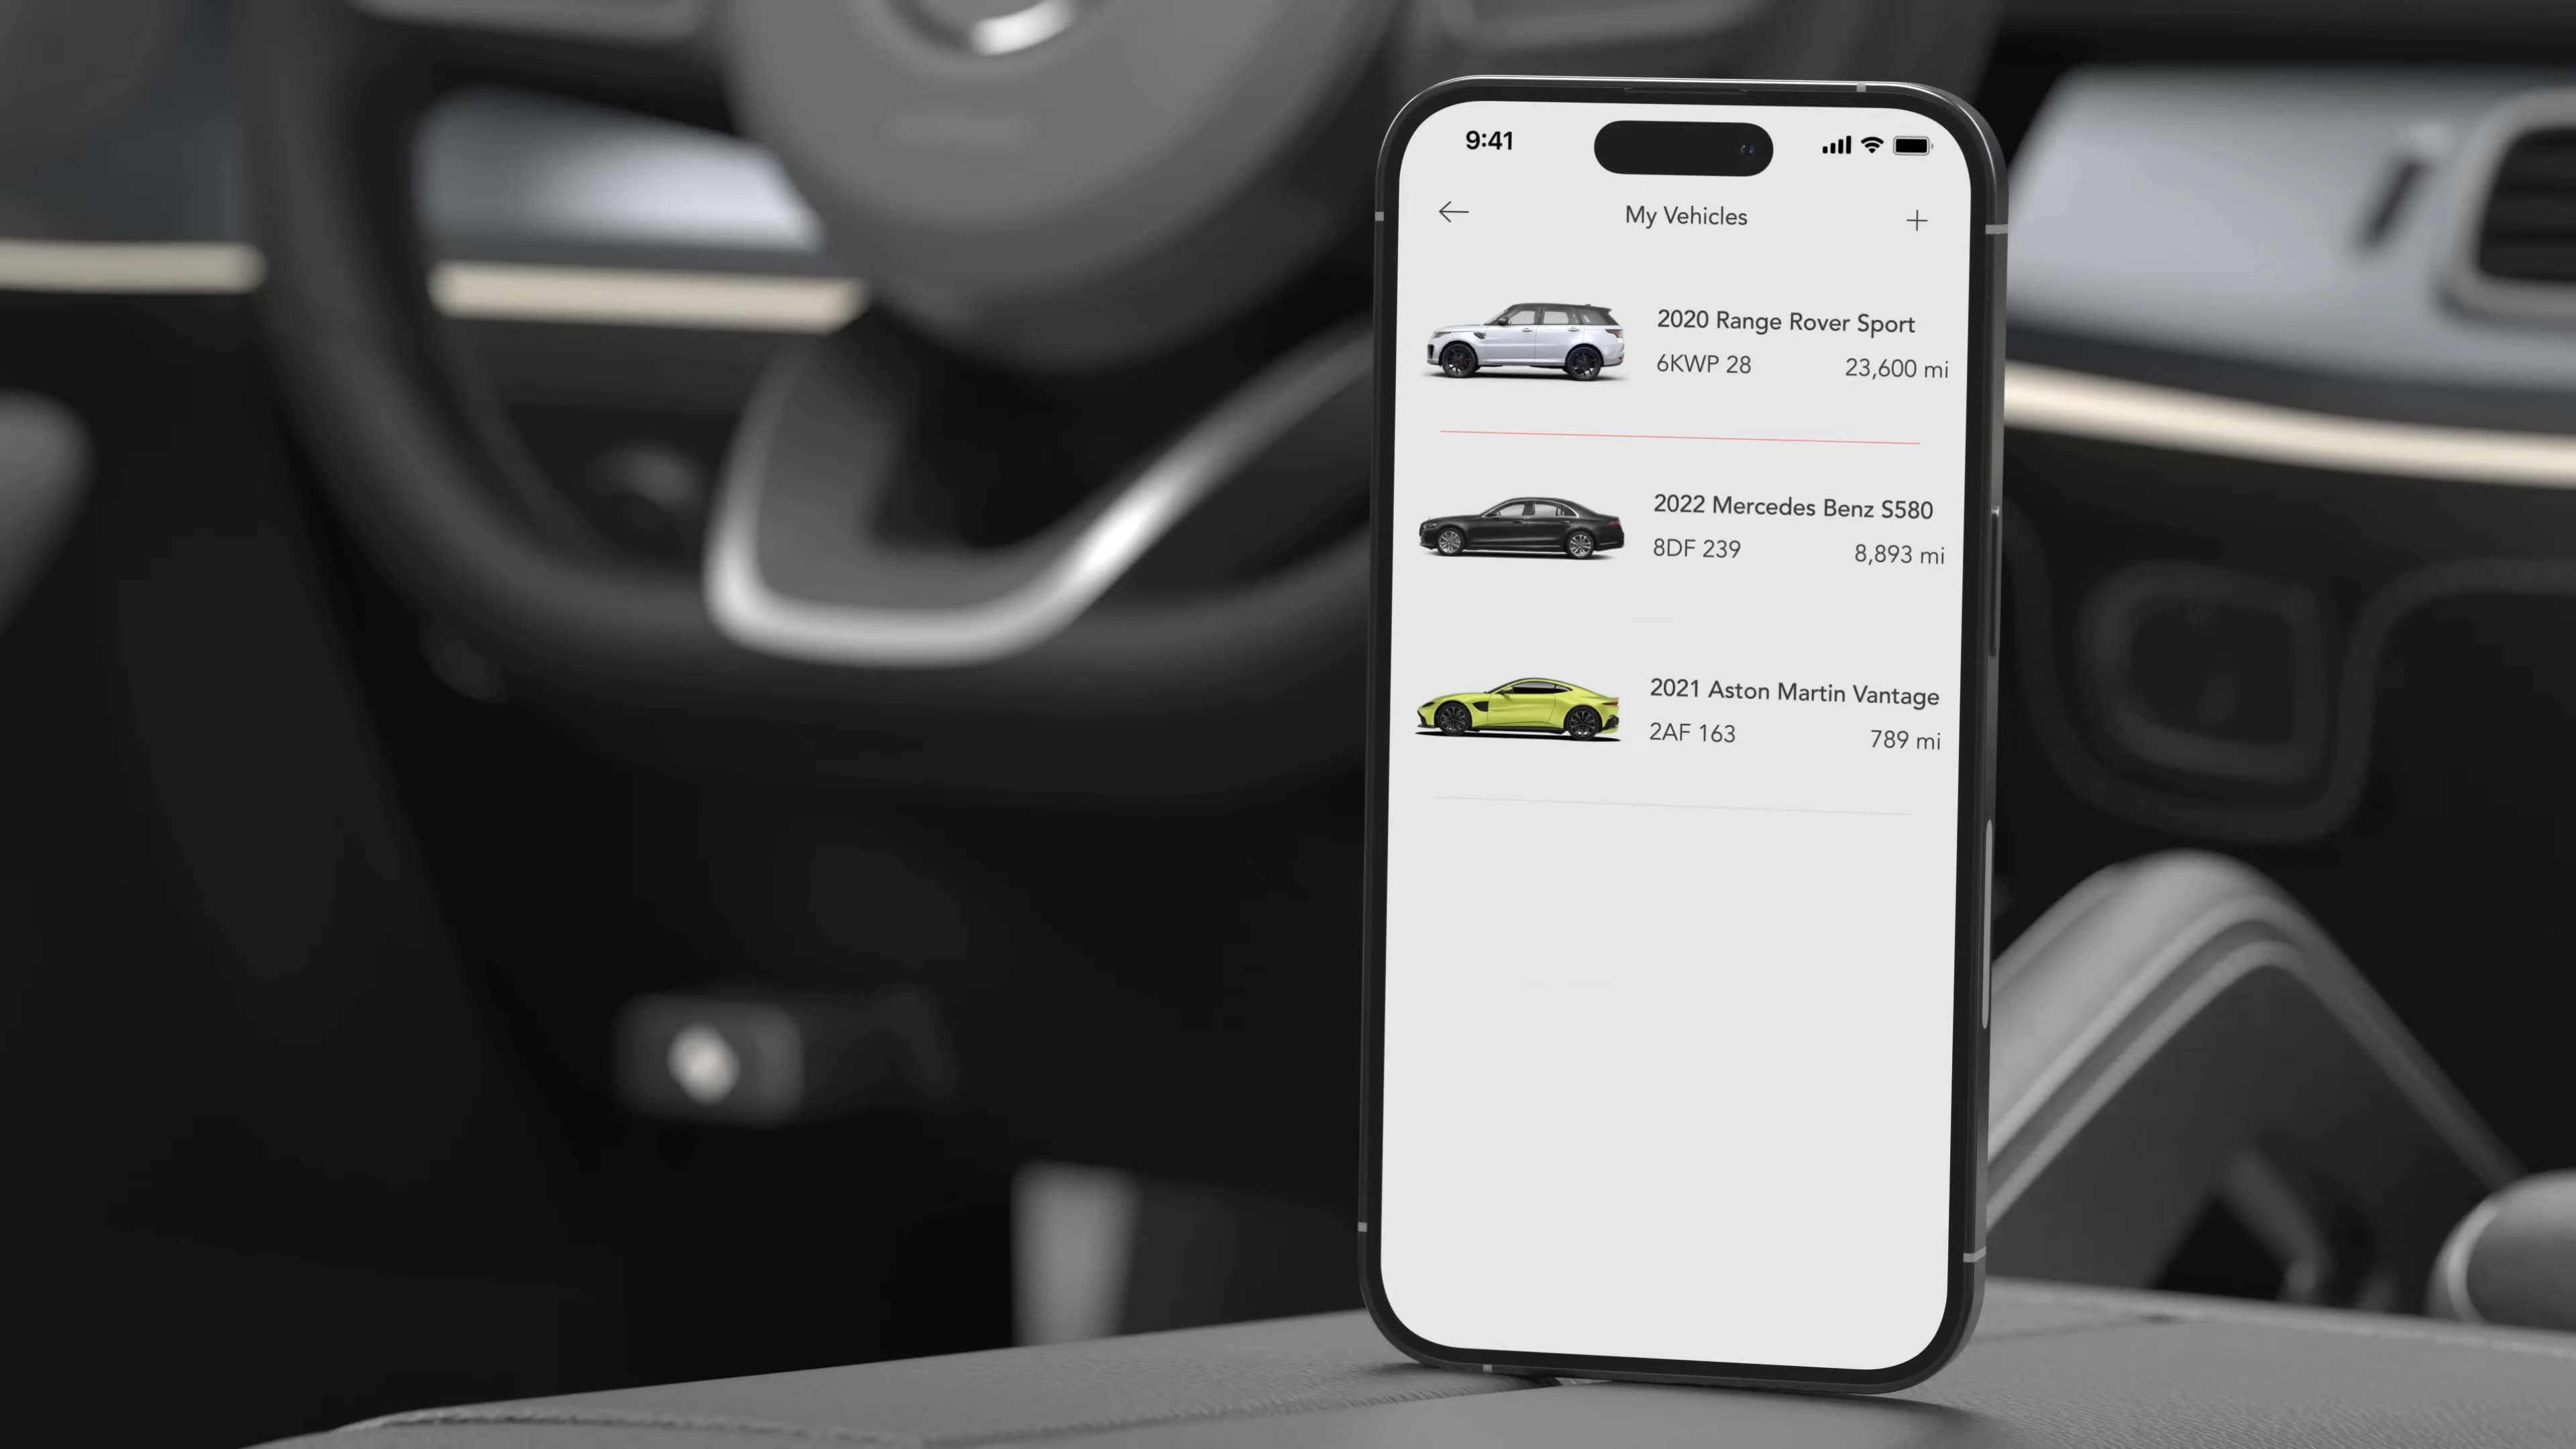 9:41
My Vehicles
2020 Range Rover Sport
6KWP 28 23,600 mi
2022 Mercedes Benz S580
8DF 239 8,893 mi
2021 Aston Martin Vantage
2AF 163 789 mi